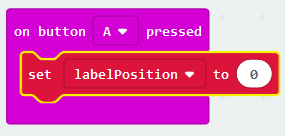 on button A pressed
set labelPosition to 0